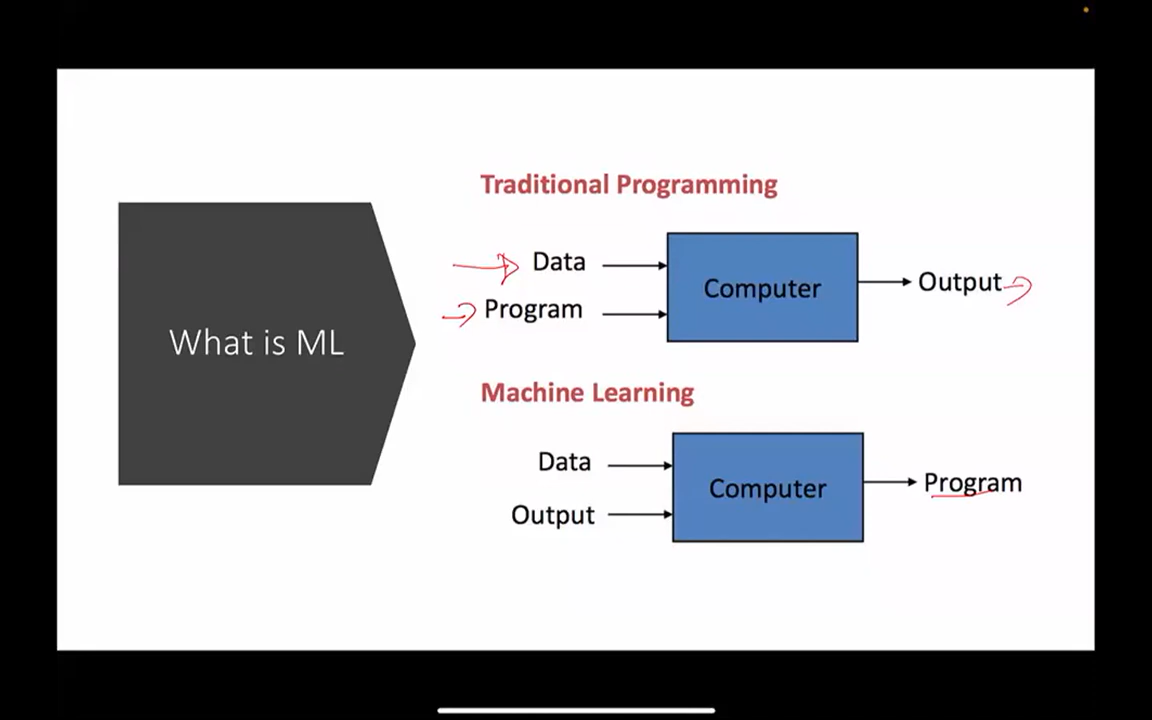 What is ML
Traditional Programming
Data
Program
Computer
Output
Machine Learning
Data
Output
Computer
Program